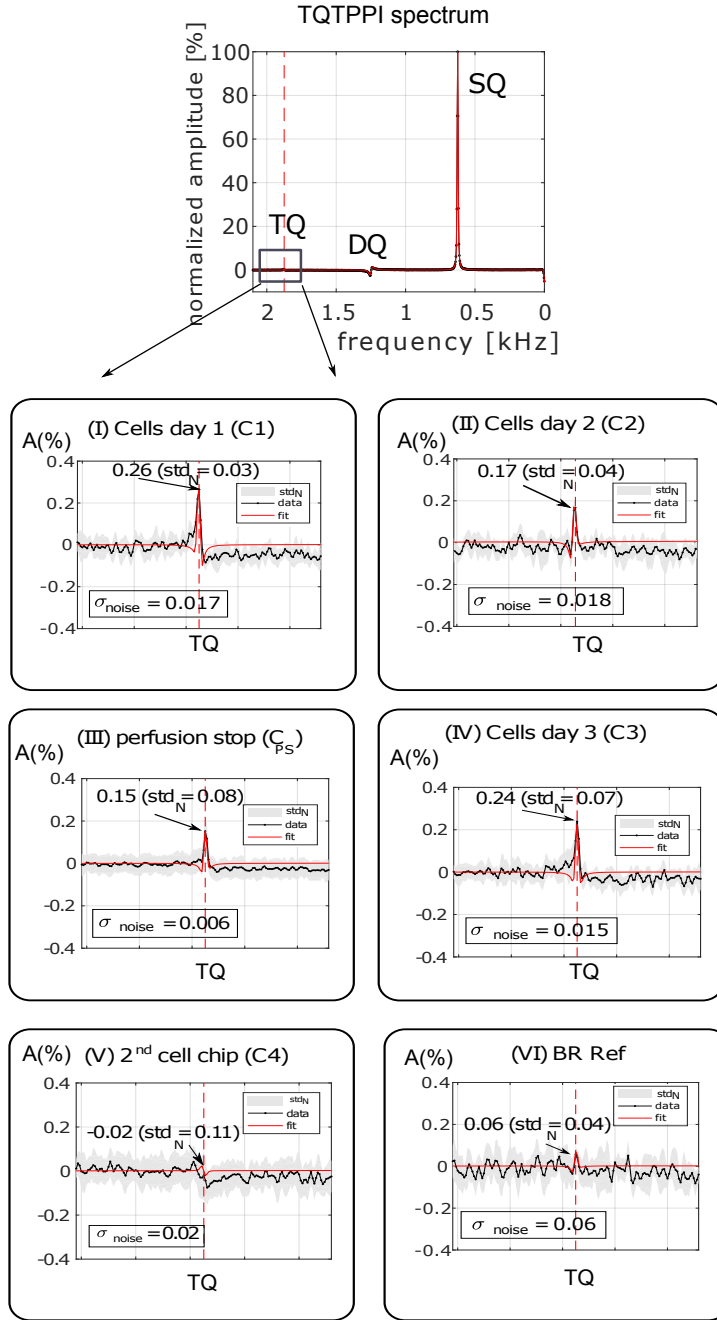 TQTPPI spectrum
normalized amplitude [%]
100
80
60
40
20
0
SQ
TQ
DQ
2 1.5 1 0.5 0
frequency [kHz]
(I) Cells day 1 (C1)
A(%)
0.4
0.2
0
-0.2
-0.4
0.26 (std_N = 0.03)
std_N
data
fit
σ_noise = 0.017
TQ
(II) Cells day 2 (C2)
A(%)
0.4
0.2
0
-0.2
-0.4
0.17 (std_N = 0.04)
std_N
data
fit
σ_noise = 0.018
TQ
(III) perfusion stop (C_PS)
A(%)
0.4
0.2
0
-0.2
-0.4
0.15 (std_N = 0.08)
std_N
data
fit
σ_noise = 0.006
TQ
(IV) Cells day 3 (C3)
A(%)
0.4
0.2
0
-0.2
-0.4
0.24 (std_N = 0.07)
std_N
data
fit
σ_noise = 0.015
TQ
(V) 2nd cell chip (C4)
A(%)
0.4
0.2
0
-0.2
-0.4
-0.02 (std_N = 0.11)
std_N
data
fit
σ_noise = 0.02
TQ
(VI) BR Ref
A(%)
0.4
0.2
0
-0.2
-0.4
0.06 (std_N = 0.04)
std_N
data
fit
σ_noise = 0.06
TQ